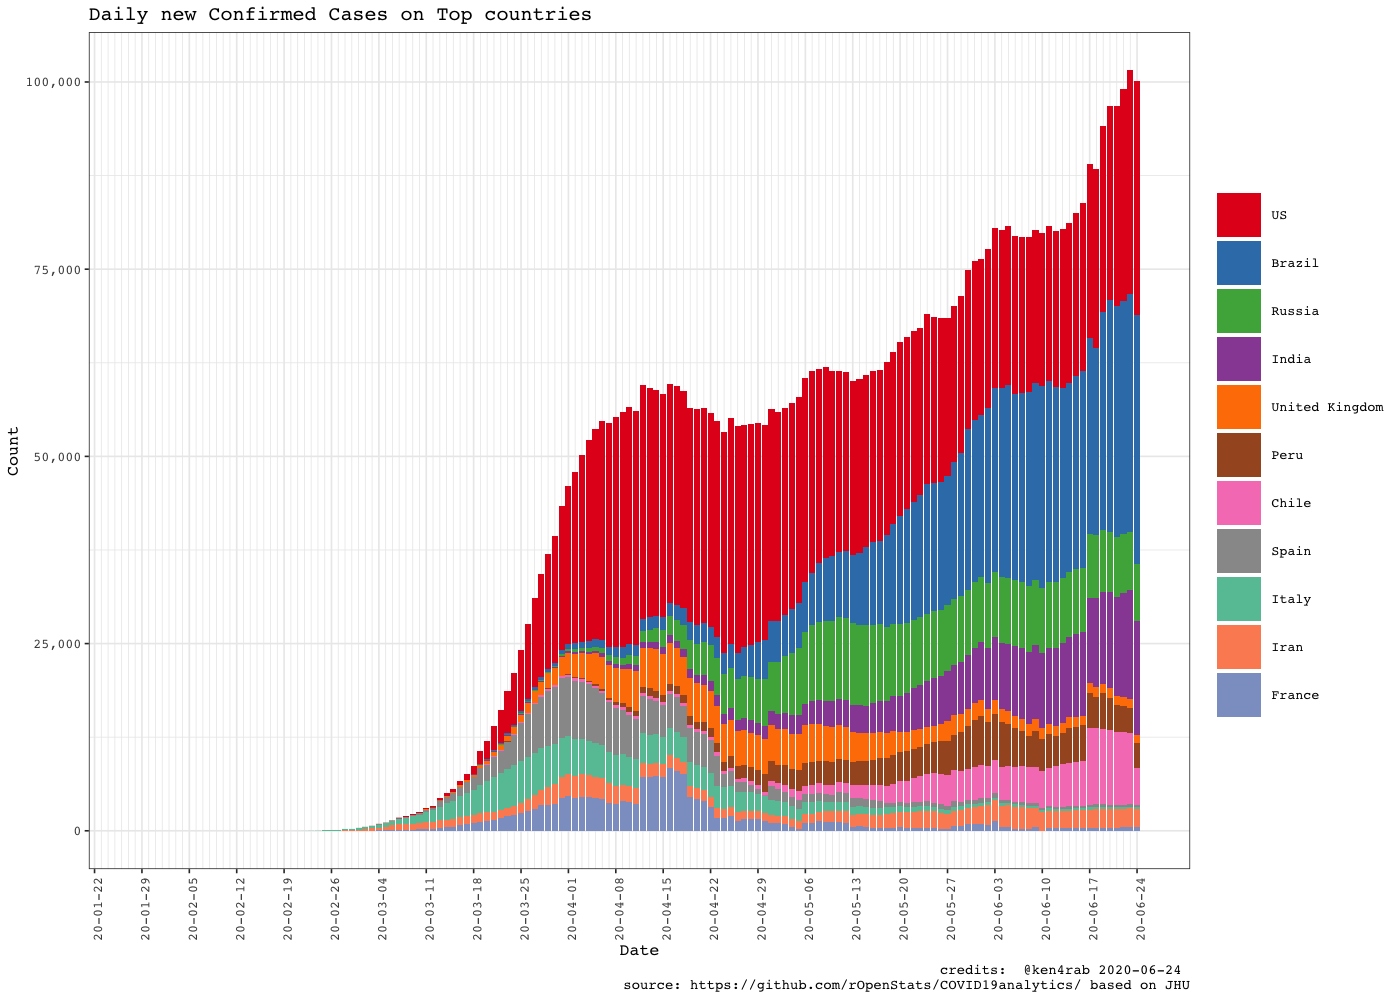 Daily new Confirmed Cases on Top countries
100,000
75,000
50,000
25,000
0
Count
20-01-22
20-01-29
20-02-05
20-02-12
20-02-19
20-02-26
20-03-04
20-03-11
20-03-18
20-03-25
20-04-01
20-04-08
20-04-15
20-04-22
20-04-29
20-05-06
20-05-13
20-05-20
20-05-27
20-06-03
20-06-10
20-06-17
20-06-24
Date
US
Brazil
Russia
India
United Kingdom
Peru
Chile
Spain
Italy
Iran
France
credits:  @ken4rab 2020-06-24
source: https://github.com/rOpenStats/COVID19analytics/ based on JHU